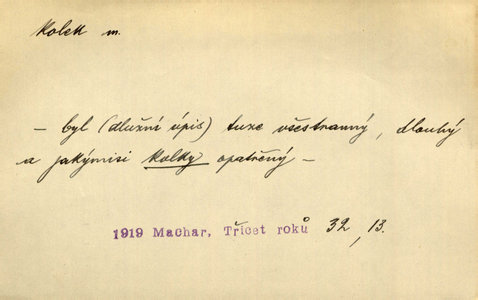 Kolek m.
– byl (dlužní úpis) tuze všestranný, dlouhý
a jakýmisi kolky opatřený –
1919 Machar, Třicet roků 32, 13.